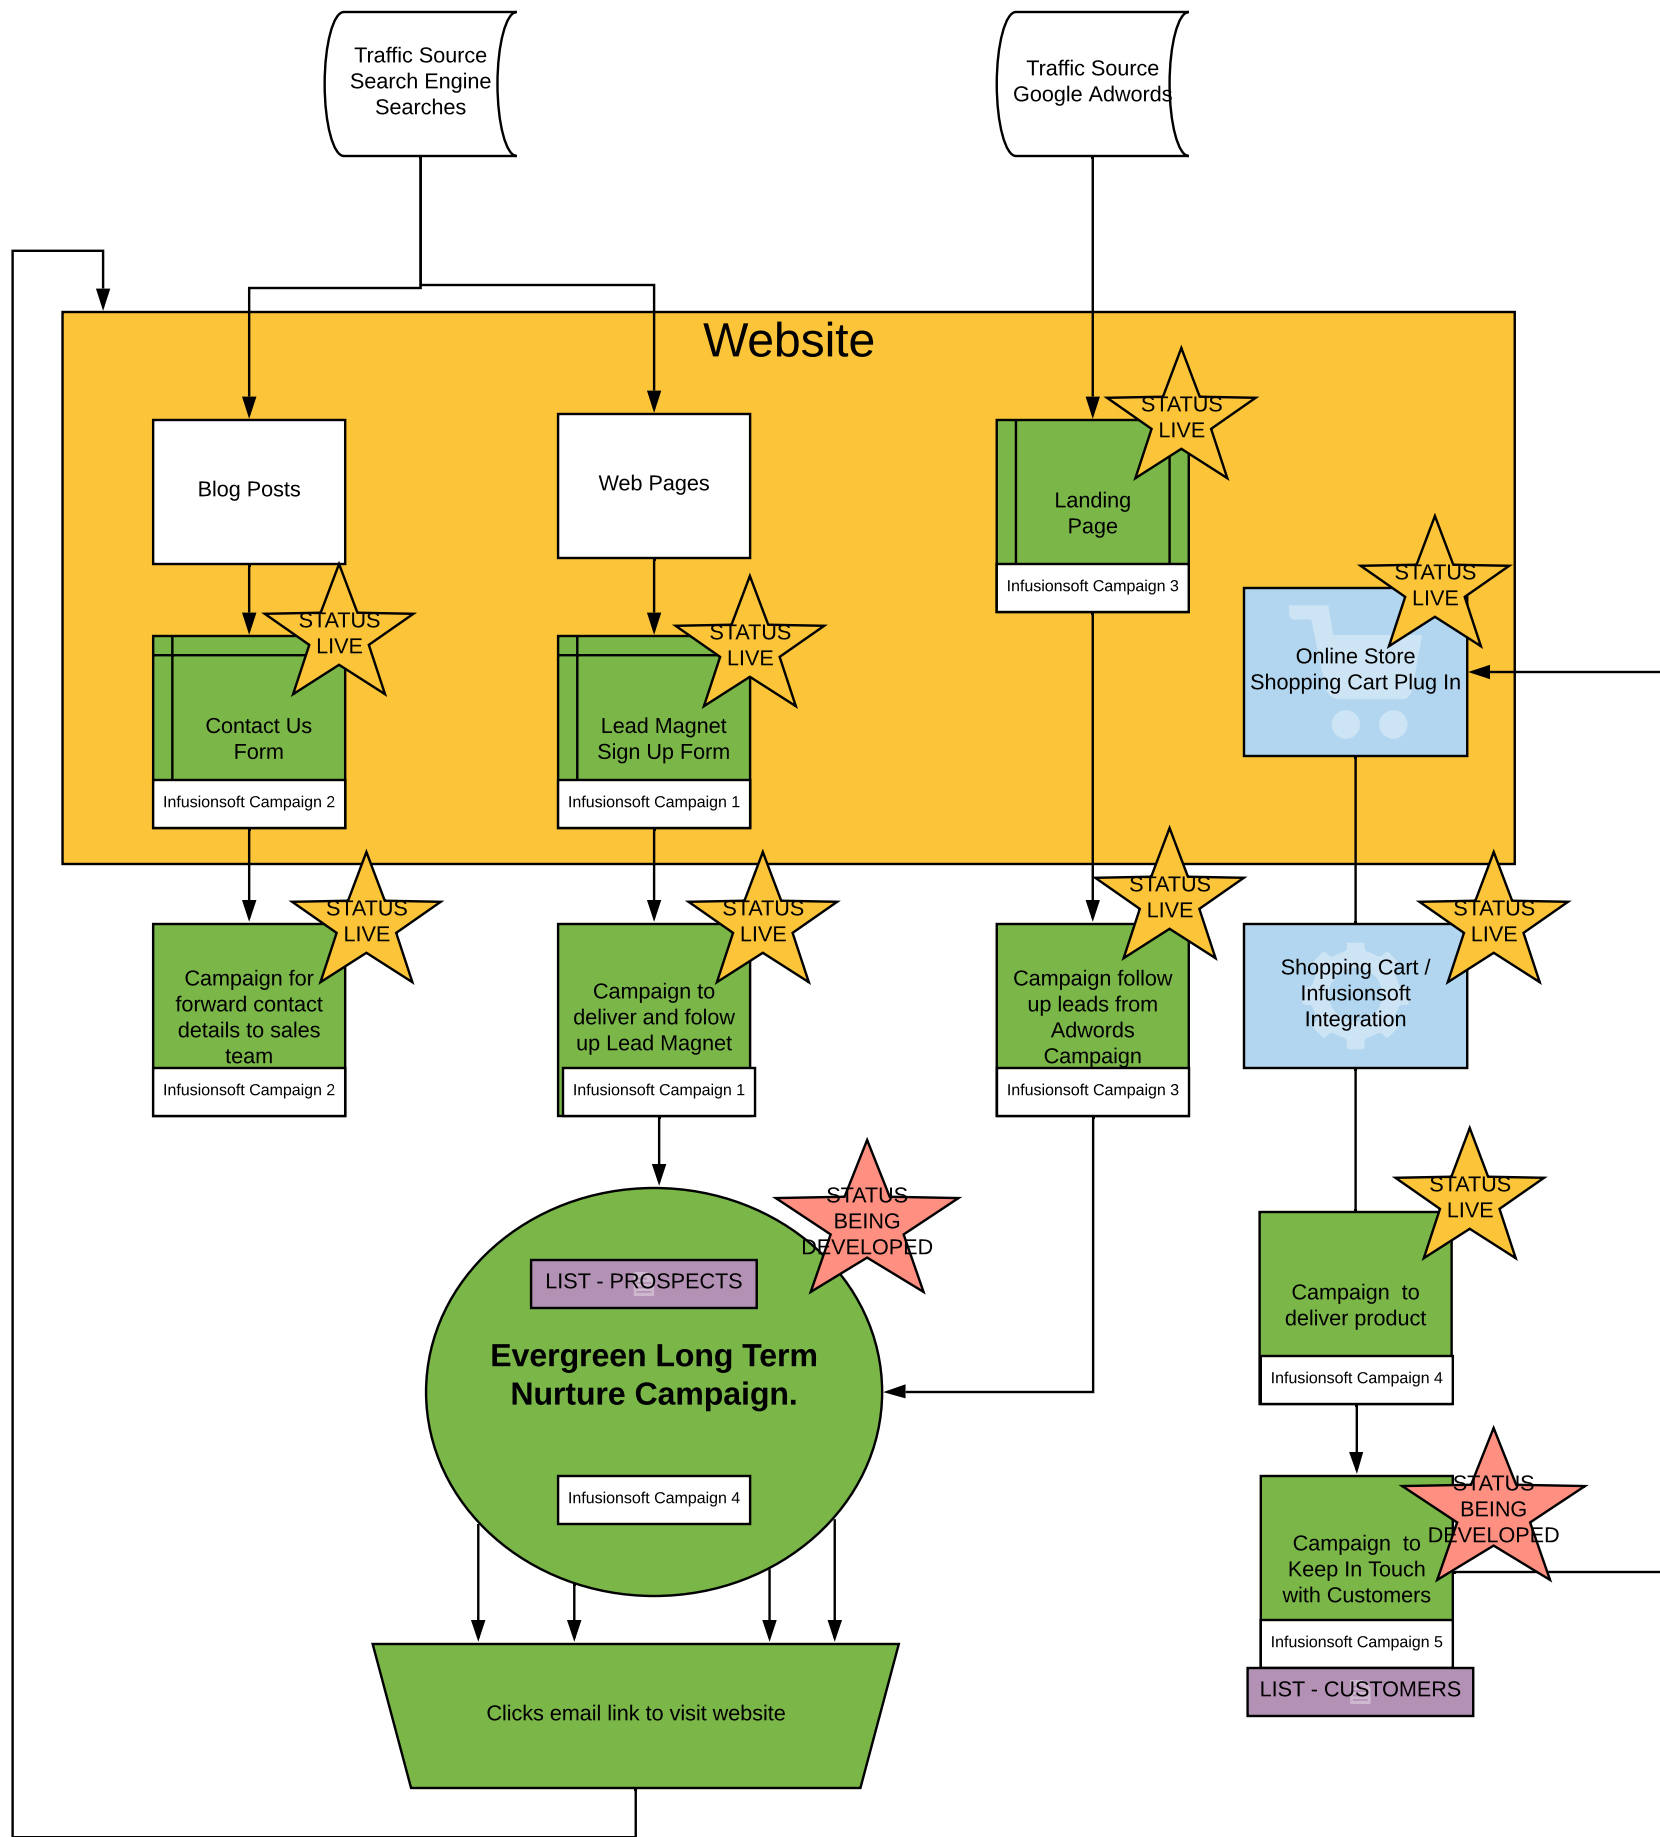 Traffic Source
Search Engine
Searches
Traffic Source
Google Adwords
Website
Blog Posts
Web Pages
STATUS
LIVE
Landing
Page
Infusionsoft Campaign 3
STATUS
LIVE
Online Store
Shopping Cart Plug In
STATUS
LIVE
Contact Us
Form
Infusionsoft Campaign 2
STATUS
LIVE
Lead Magnet
Sign Up Form
Infusionsoft Campaign 1
STATUS
LIVE
Campaign for
forward contact
details to sales
team
Infusionsoft Campaign 2
STATUS
LIVE
Campaign to
deliver and folow
up Lead Magnet
Infusionsoft Campaign 1
STATUS
LIVE
Campaign follow
up leads from
Adwords
Campaign
Infusionsoft Campaign 3
STATUS
LIVE
Shopping Cart /
Infusionsoft
Integration
STATUS
BEING
DEVELOPED
LIST - PROSPECTS
Evergreen Long Term
Nurture Campaign.
Infusionsoft Campaign 4
STATUS
LIVE
Campaign  to
deliver product
Infusionsoft Campaign 4
STATUS
BEING
DEVELOPED
Campaign  to
Keep In Touch
with Customers
Infusionsoft Campaign 5
LIST - CUSTOMERS
Clicks email link to visit website